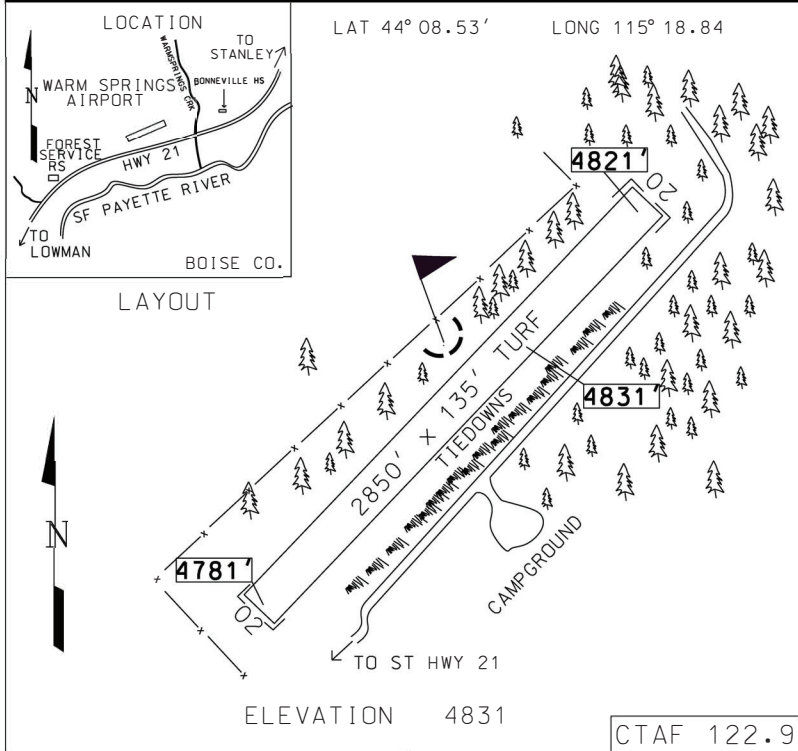 LOCATION
TO
STANLEY
WARMSPRINGS CRK
BONNEVILLE HS
N
WARM SPRINGS
AIRPORT
FOREST
SERVICE
RS
HWY 21
SF PAYETTE RIVER
TO
LOWMAN
BOISE CO.
LAT 44° 08.53' LONG 115° 18.84
LAYOUT
4821'
20
2850' × 135' TURF
TIEDOWNS
4831'
N
4781'
02
CAMPGROUND
TO ST HWY 21
ELEVATION 4831
CTAF 122.9